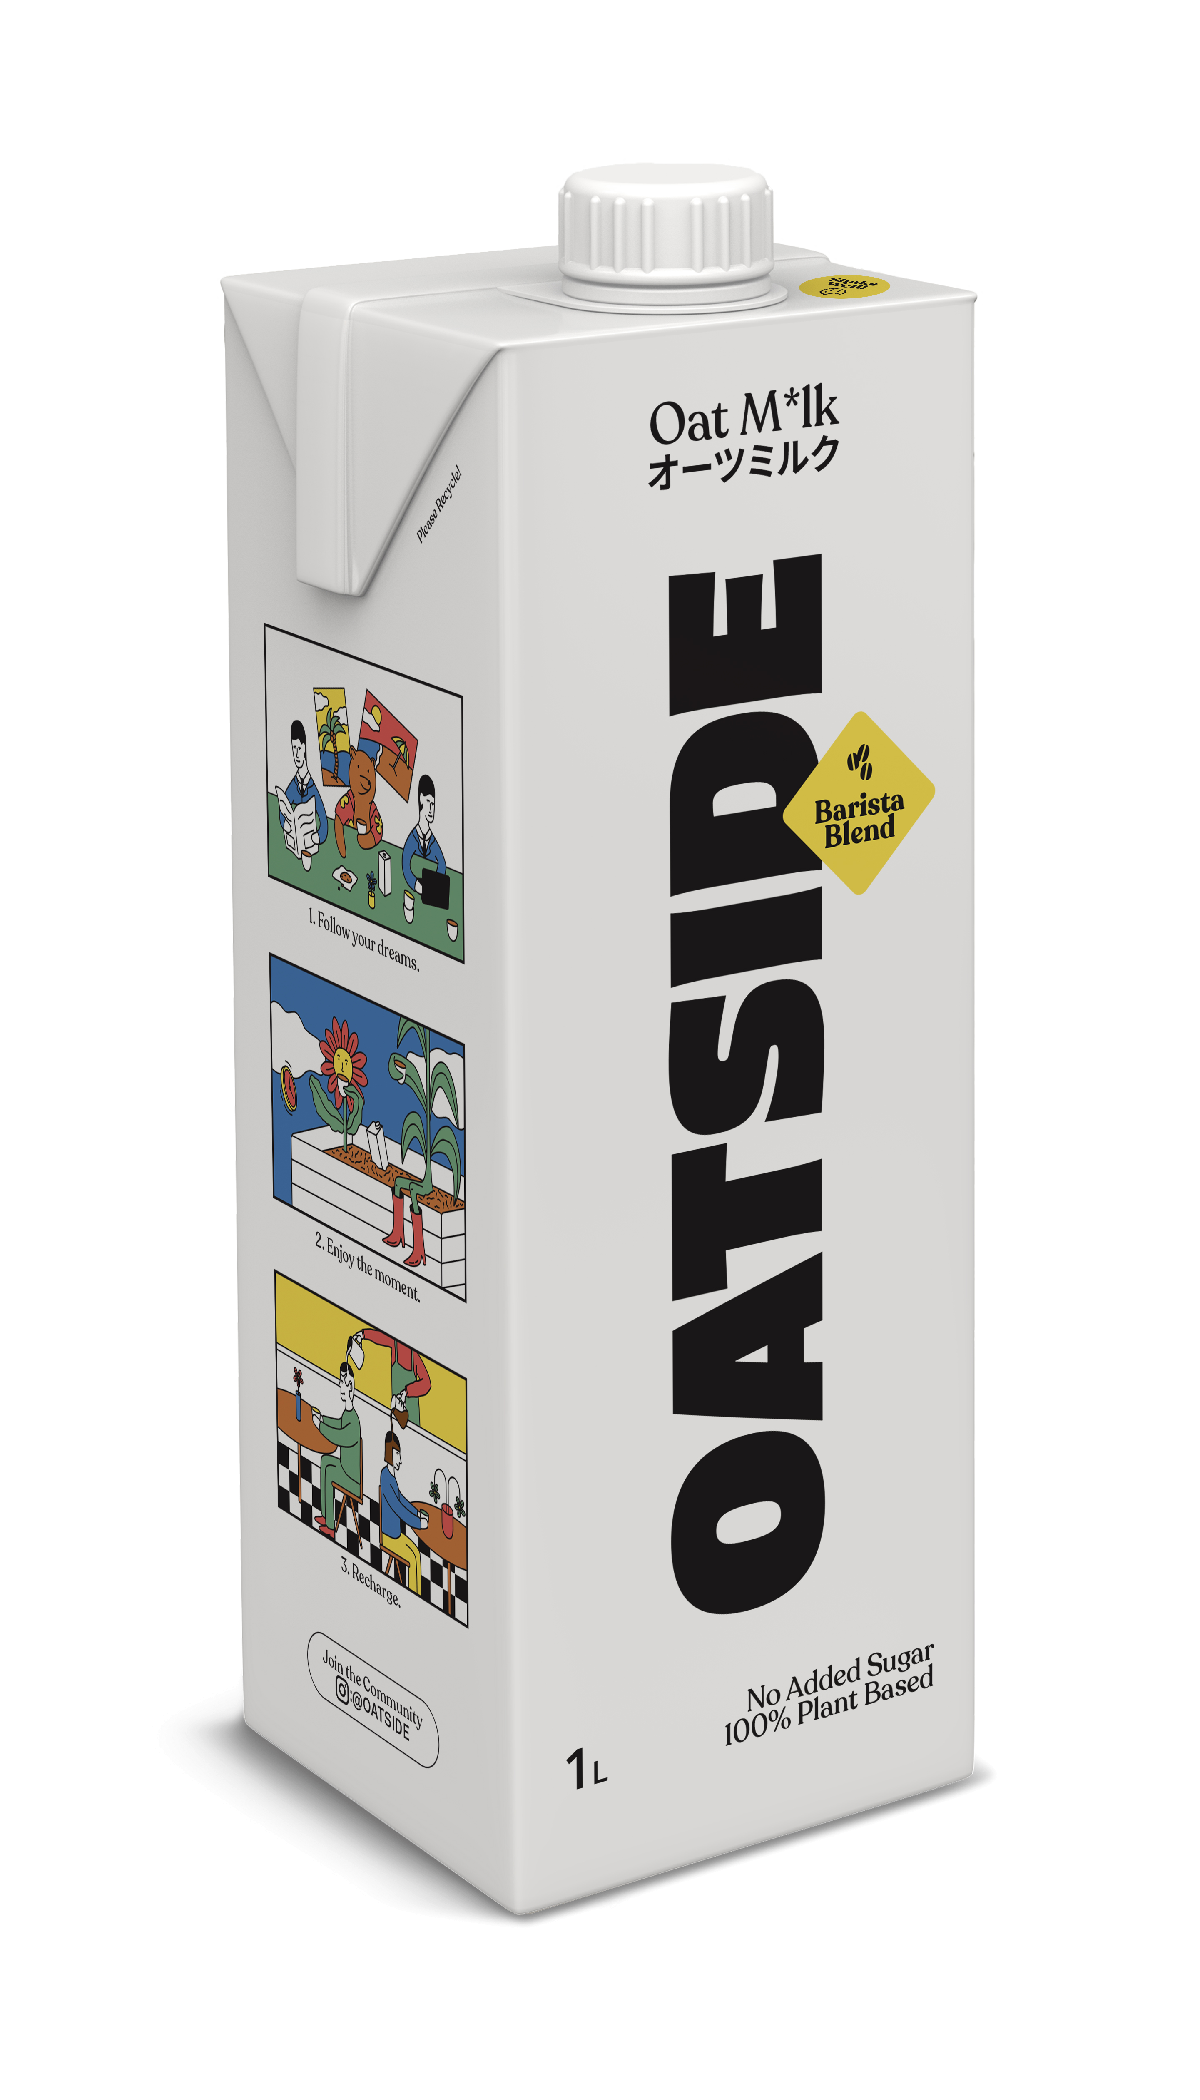 Oat M*lk
オーツミルク
OATSIDE
Barista
Blend
No Added Sugar
100% Plant Based
1L
Please Recycle!
1. Follow your dreams.
2. Enjoy the moment.
3. Recharge.
Join the Community
:@OATSIDE